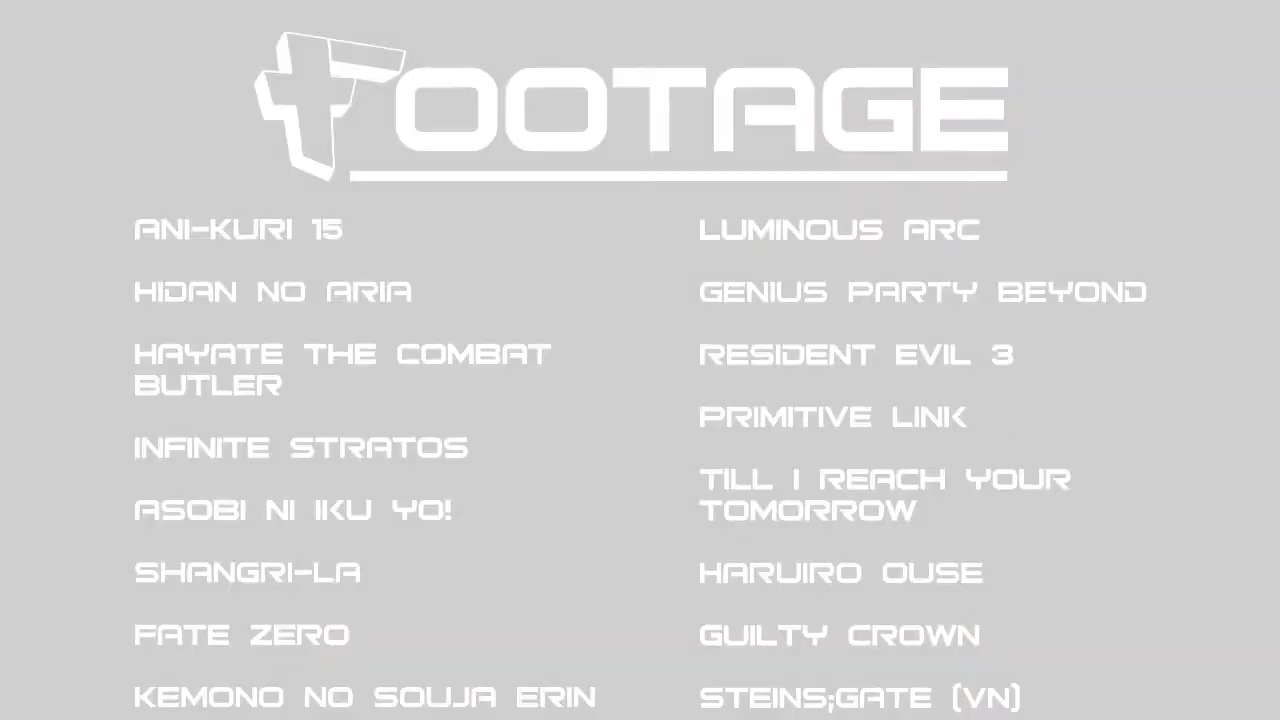 FOOTAGE
ANI-KURI 15
HIDAN NO ARIA
HAYATE THE COMBAT
BUTLER
INFINITE STRATOS
ASOBI NI IKU YO!
SHANGRI-LA
FATE ZERO
KEMONO NO SOUJA ERIN
LUMINOUS ARC
GENIUS PARTY BEYOND
RESIDENT EVIL 3
PRIMITIVE LINK
TILL I REACH YOUR
TOMORROW
HARUIRO OUSE
GUILTY CROWN
STEINS;GATE (VN)